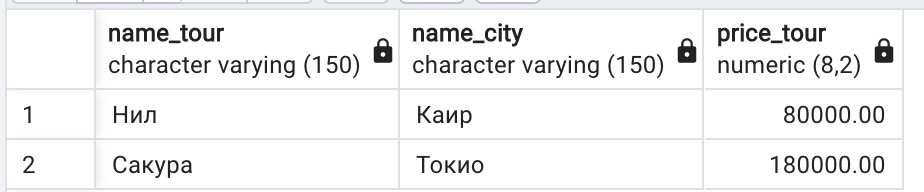 name_tour name_city price_tour
character varying (150) character varying (150) numeric (8,2)
1 Нил Каир 80000.00
2 Сакура Токио 180000.00